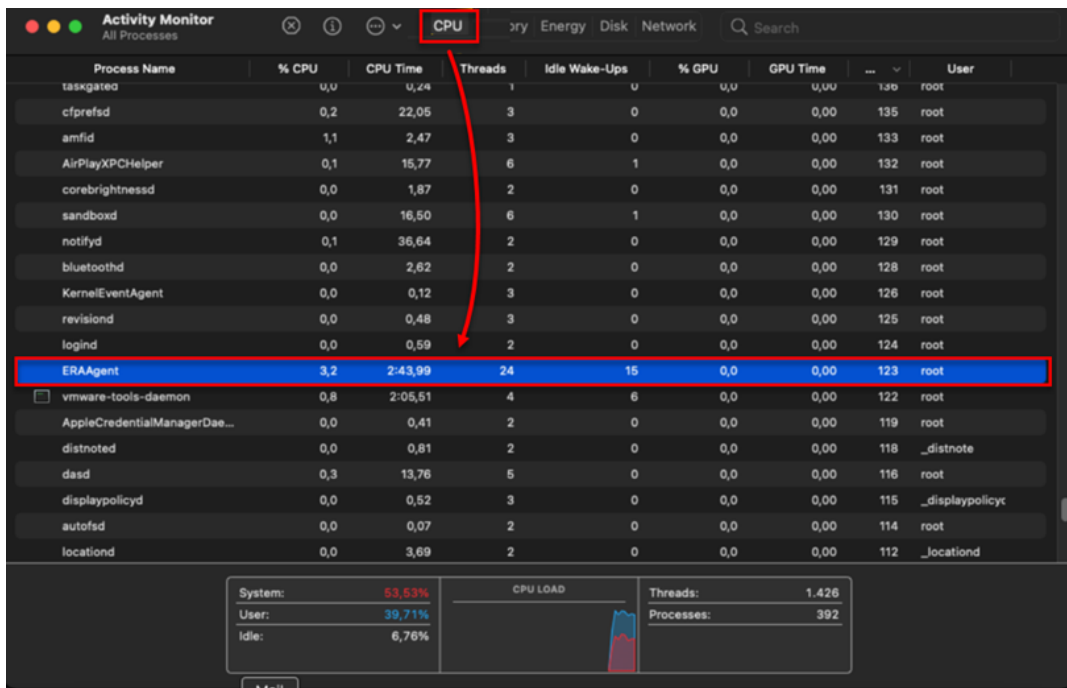 Activity Monitor
All Processes
CPU ory Energy Disk Network Search
Process Name % CPU CPU Time Threads Idle Wake-Ups % GPU GPU Time ... User
taskgated 0,0 0,24 1 0 0,0 0,00 136 root
cfprefsd 0,2 22,05 3 0 0,0 0,00 135 root
amfid 1,1 2,47 3 0 0,0 0,00 133 root
AirPlayXPCHelper 0,1 15,77 6 1 0,0 0,00 132 root
corebrightnessd 0,0 1,87 2 0 0,0 0,00 131 root
sandboxd 0,0 16,50 6 1 0,0 0,00 130 root
notifyd 0,1 36,64 2 0 0,0 0,00 129 root
bluetoothd 0,0 2,62 2 0 0,0 0,00 128 root
KernelEventAgent 0,0 0,12 3 0 0,0 0,00 126 root
revisiond 0,0 0,48 3 0 0,0 0,00 125 root
logind 0,0 0,59 2 0 0,0 0,00 124 root
ERAAgent 3,2 2:43,99 24 15 0,0 0,00 123 root
vmware-tools-daemon 0,8 2:05,51 4 6 0,0 0,00 122 root
AppleCredentialManagerDae... 0,0 0,41 2 0 0,0 0,00 119 root
distnoted 0,0 0,81 2 0 0,0 0,00 118 _distnote
dasd 0,3 13,76 5 0 0,0 0,00 116 root
displaypolicyd 0,0 0,52 3 0 0,0 0,00 115 _displaypolicyc
autofsd 0,0 0,07 2 0 0,0 0,00 114 root
locationd 0,0 3,69 2 0 0,0 0,00 112 _locationd
System: 53,53% CPU LOAD Threads: 1.426
User: 39,71% Processes: 392
Idle: 6,76%